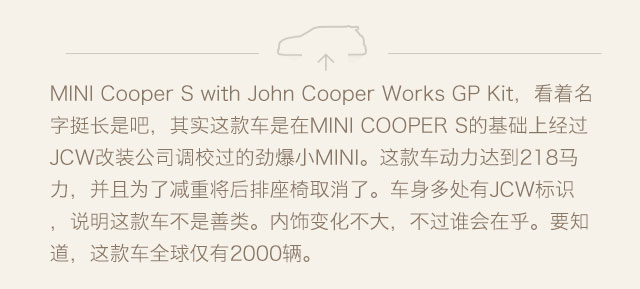 MINI Cooper S with John Cooper Works GP Kit，看着名
字挺长是吧，其实这款车是在MINI COOPER S的基础上经过
JCW改装公司调校过的劲爆小MINI。这款车动力达到218马
力，并且为了减重将后排座椅取消了。车身多处有JCW标识
，说明这款车不是善类。内饰变化不大，不过谁会在乎。要知
道，这款车全球仅有2000辆。